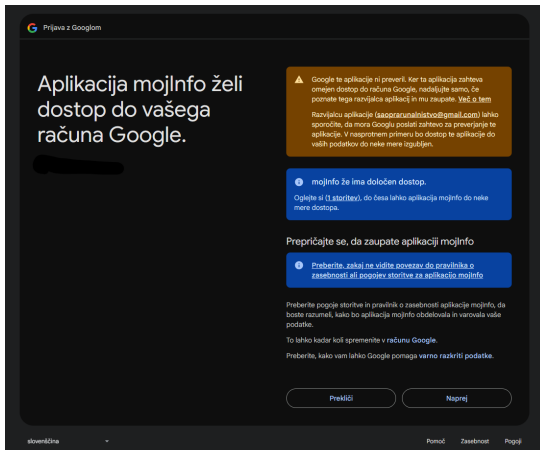 Prijava z Googlom
Aplikacija mojInfo želi
dostop do vašega
računa Google.
Google te aplikacije ni preveril. Ker ta aplikacija zahteva
omejen dostop do računa Google, nadaljujte samo, če
poznate tega razvijalca aplikacij in mu zaupate. Več o tem
Razvijalcu aplikacije (saoprarunalnistvo@gmail.com) lahko
sporočite, da mora Googlu poslati zahtevo za preverjanje te
aplikacije. V nasprotnem primeru bo dostop te aplikacije do
vaših podatkov do neke mere izgubljen.
mojInfo že ima določen dostop.
Oglejte si (1 storitev), do česa lahko aplikacija mojInfo do neke
mere dostopa.
Prepričajte se, da zaupate aplikaciji mojInfo
Preberite, zakaj ne vidite povezav do pravilnika o
zasebnosti ali pogojev storitve za aplikacijo mojInfo
Preberite pogoje storitve in pravilnik o zasebnosti aplikacije mojInfo, da
boste razumeli, kako bo aplikacija mojInfo obdelovala in varovala vaše
podatke.
To lahko kadar koli spremenite v računu Google.
Preberite, kako vam lahko Google pomaga varno razkriti podatke.
Prekliči
Naprej
slovenščina
Pomoč
Zasebnost
Pogoji